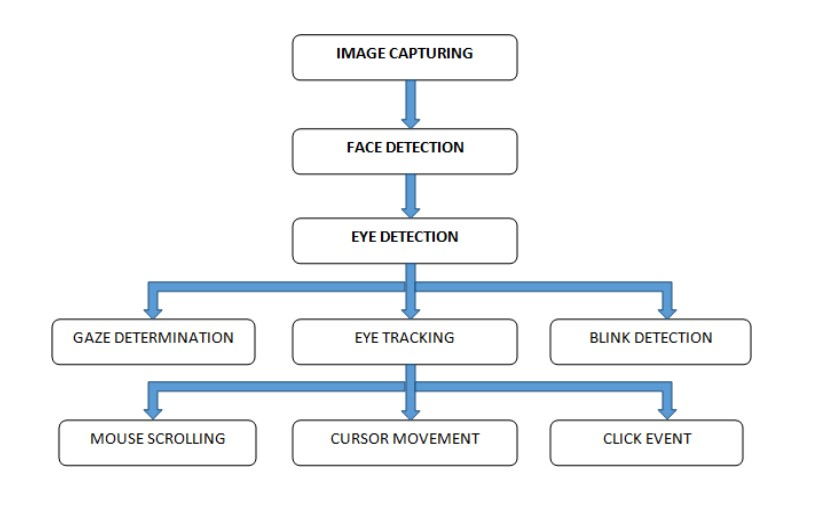 IMAGE CAPTURING
FACE DETECTION
EYE DETECTION
GAZE DETERMINATION
EYE TRACKING
BLINK DETECTION
MOUSE SCROLLING
CURSOR MOVEMENT
CLICK EVENT